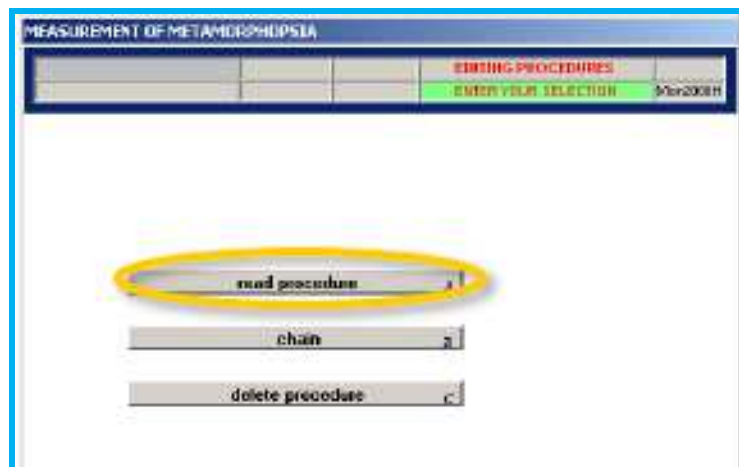 MEASUREMENT OF METAMORPHOPSIA
EDITING PROCEDURES
ENTER YOUR SELECTION
read procedure
chain a
delete procedure c